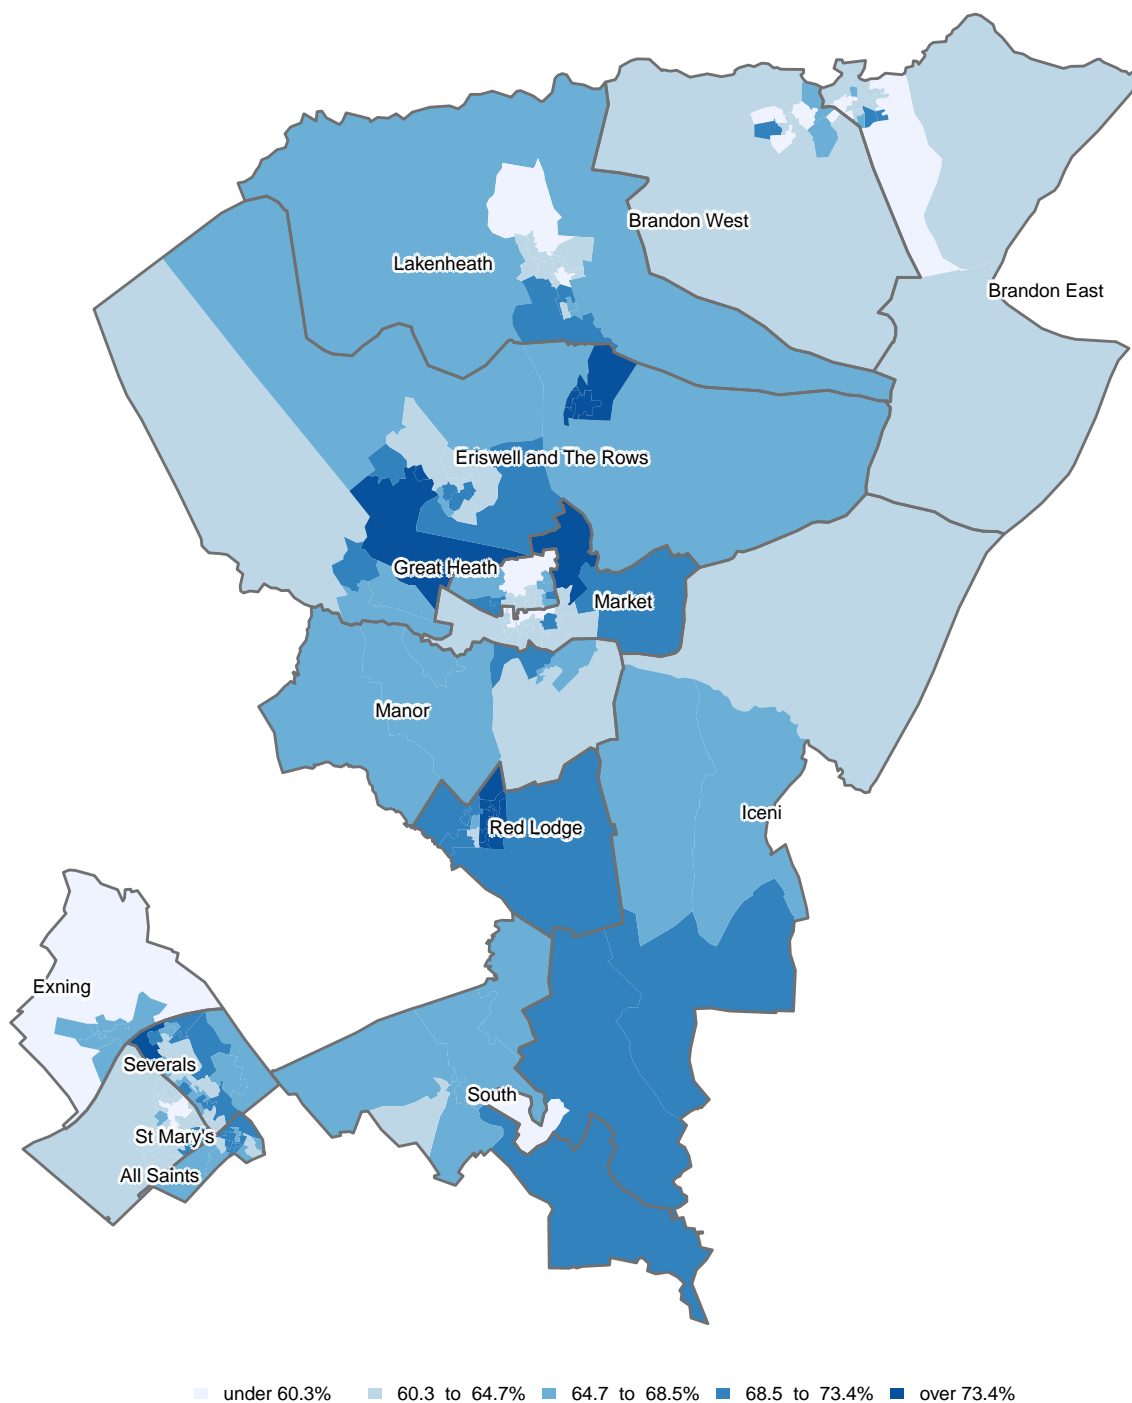 Brandon West
Lakenheath
Brandon East
Eriswell and The Rows
Great Heath
Market
Manor
Iceni
Red Lodge
Exning
Severals
South
St Mary's
All Saints
under 60.3% 60.3 to 64.7% 64.7 to 68.5% 68.5 to 73.4% over 73.4%